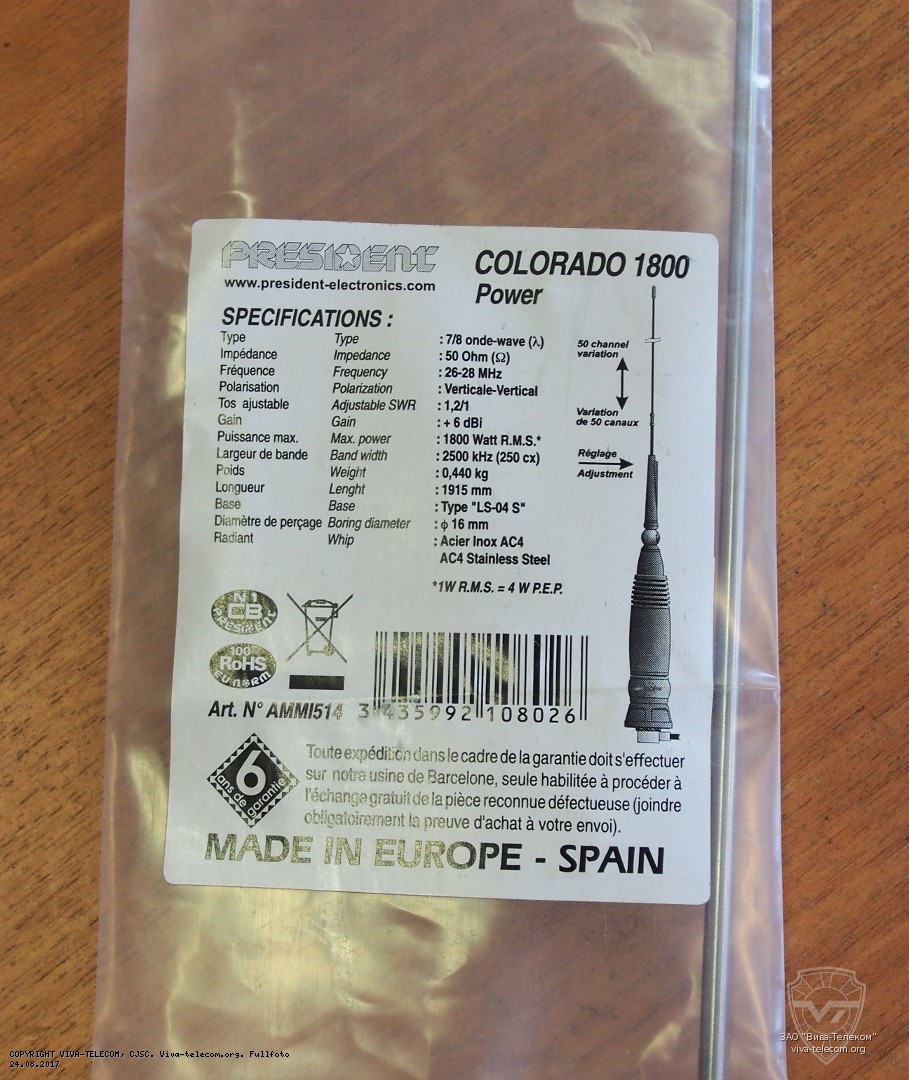 PRESIDENT
www.president-electronics.com
COLORADO 1800
Power
SPECIFICATIONS :
Type Type : 7/8 onde-wave (λ)
Impédance Impedance : 50 Ohm (Ω)
Fréquence Frequency : 26-28 MHz
Polarisation Polarization : Verticale-Vertical
Tos ajustable Adjustable SWR : 1,2/1
Gain Gain : + 6 dBi
Puissance max. Max. power : 1800 Watt R.M.S.*
Largeur de bande Band width : 2500 kHz (250 cx)
Poids Weight : 0,440 kg
Longueur Lenght : 1915 mm
Base Base : Type "LS-04 S"
Diamètre de perçage Boring diameter : ϕ 16 mm
Radiant Whip : Acier Inox AC4
AC4 Stainless Steel
*1W R.M.S. = 4 W P.E.P.
50 channel
variation
Variation
de 50 canaux
Réglage
Adjustment
N°1
CB
PRESIDENT
100%
RoHS
EU NORM
Art. N° AMMI514
3 435992 108026
6
ans de garantie
Toute expédition dans le cadre de la garantie doit s'effectuer
sur notre usine de Barcelone, seule habilitée à procéder à
l'échange gratuit de la pièce reconnue défectueuse (joindre
obligatoirement la preuve d'achat à votre envoi).
MADE IN EUROPE - SPAIN
COPYRIGHT VIVA-TELECOM, CJSC. Viva-telecom.org. Fullfoto
24.08.2017
ЗАО "Вива-Телеком"
viva-telecom.org